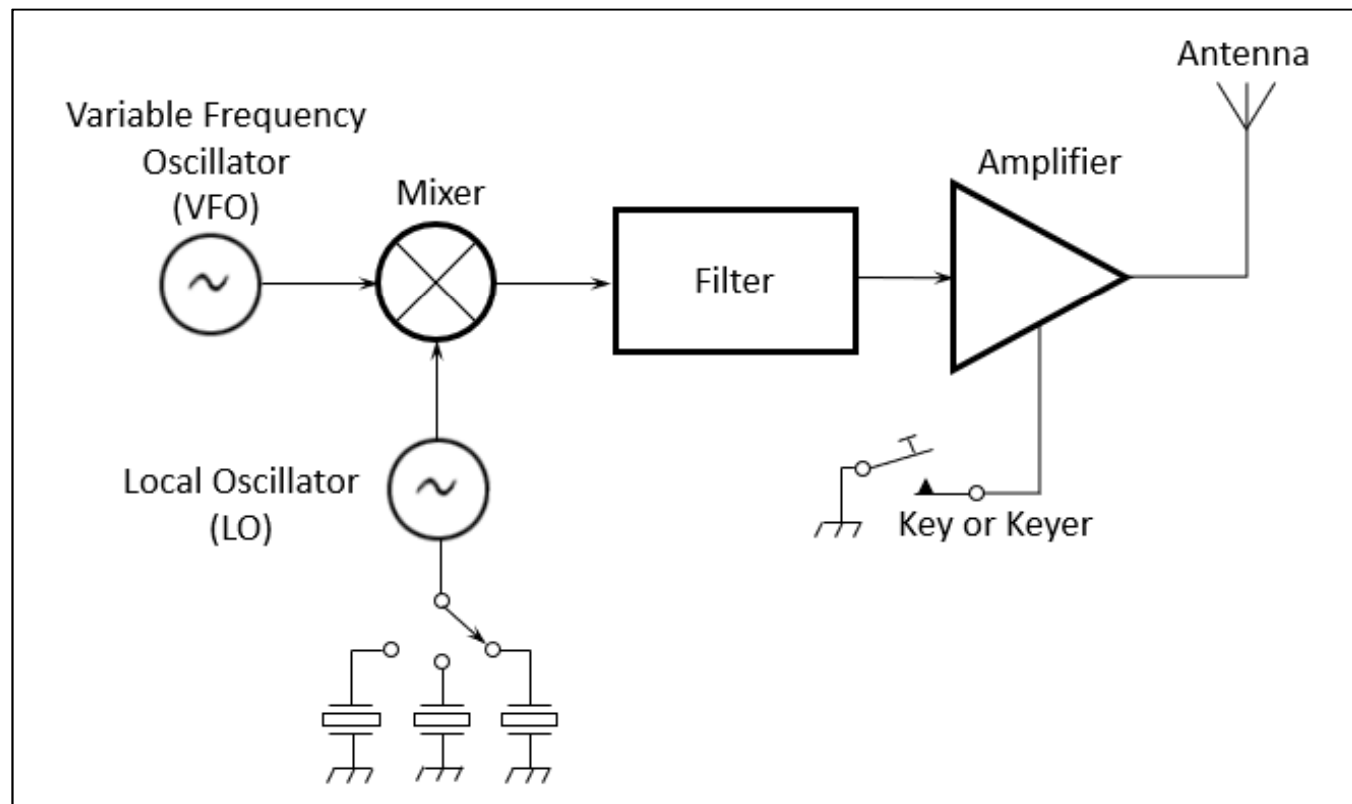 Antenna
Variable Frequency
Oscillator
(VFO)
Mixer
Amplifier
Filter
Local Oscillator
(LO)
Key or Keyer